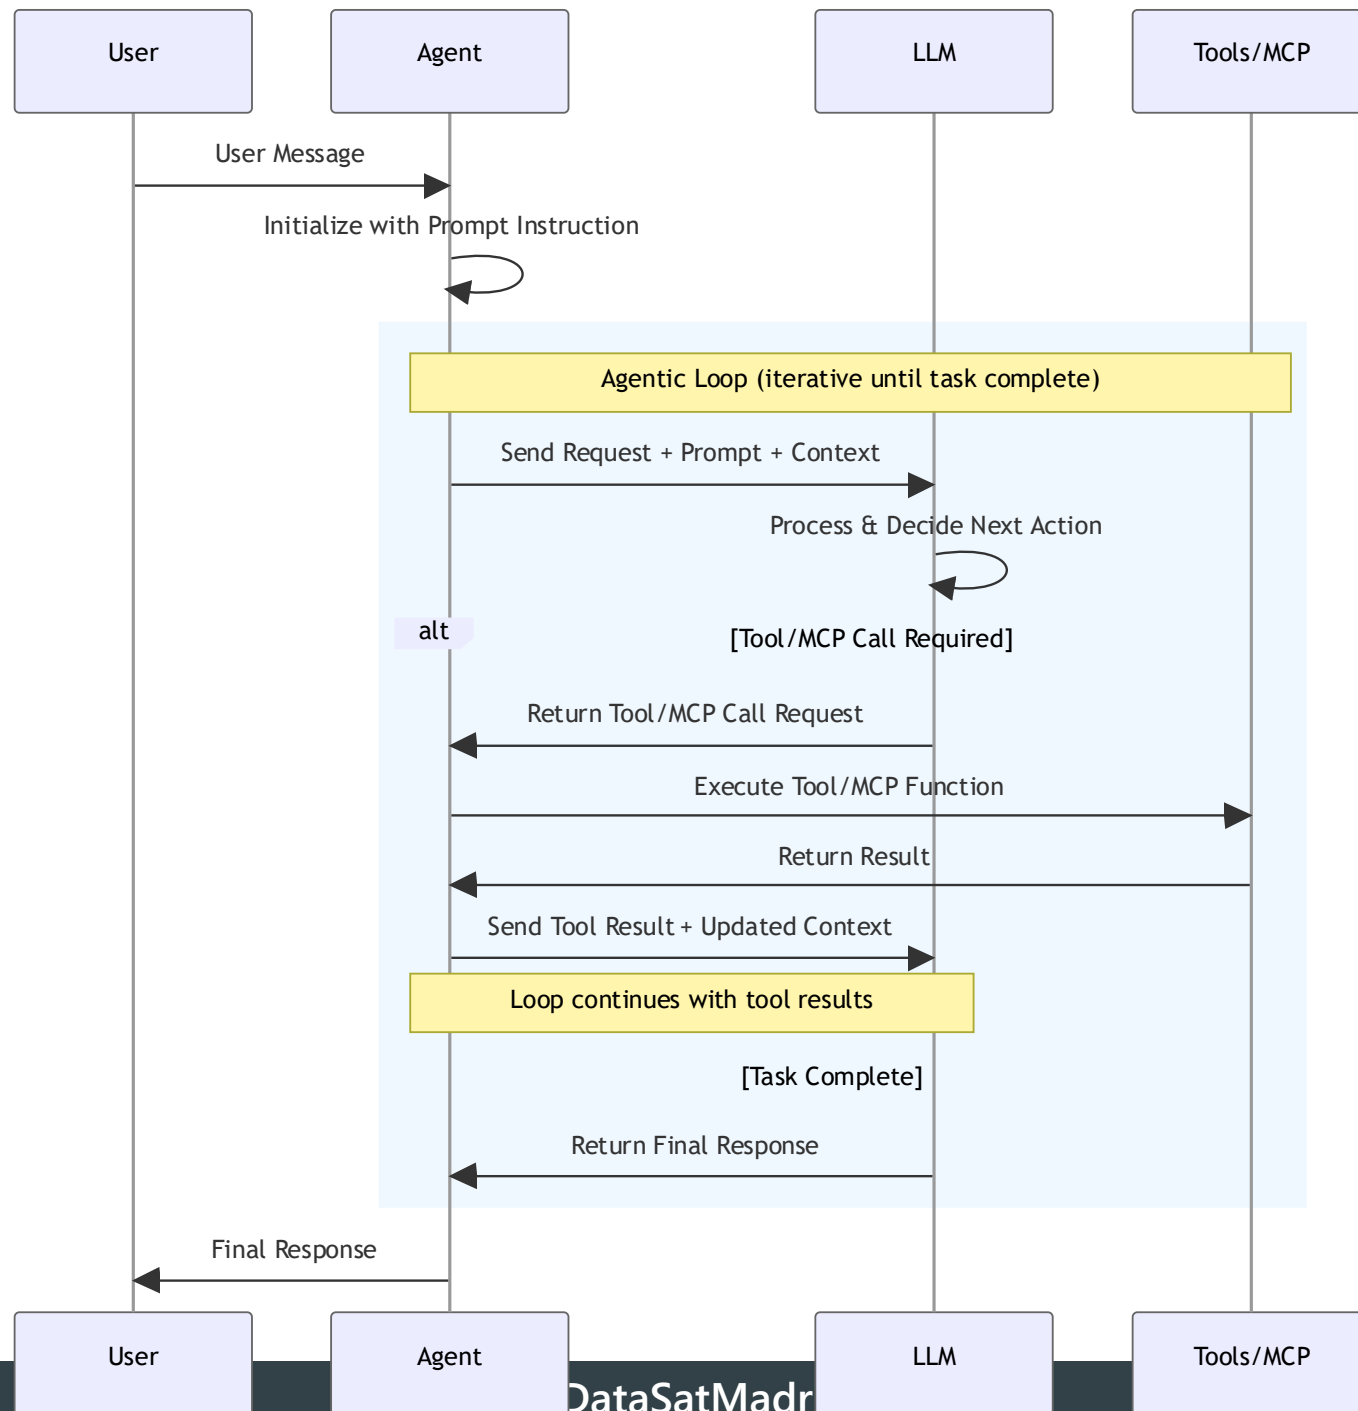 User
Agent
LLM
Tools/MCP
User Message
Initialize with Prompt Instruction
Agentic Loop (iterative until task complete)
Send Request + Prompt + Context
Process & Decide Next Action
alt
[Tool/MCP Call Required]
Return Tool/MCP Call Request
Execute Tool/MCP Function
Return Result
Send Tool Result + Updated Context
Loop continues with tool results
[Task Complete]
Return Final Response
Final Response
User
Agent
LLM
Tools/MCP
DataSatMadr